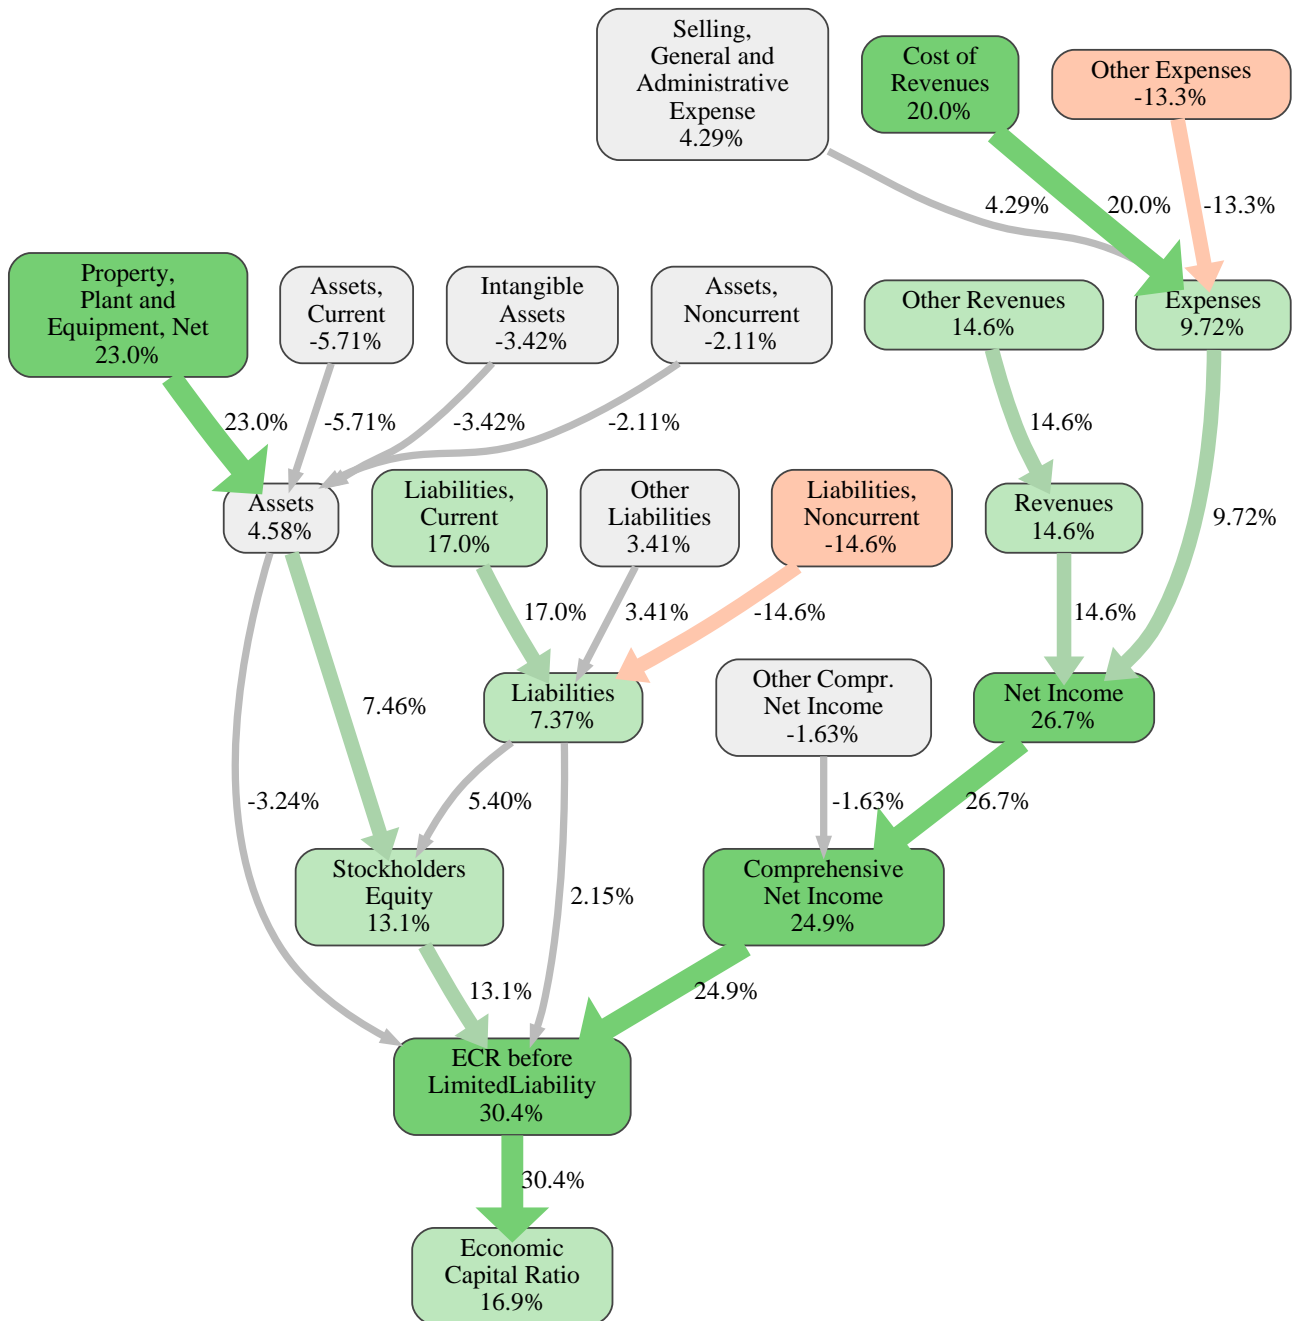 Selling,
General and
Administrative
Expense
4.29%
Cost of
Revenues
20.0%
Other Expenses
-13.3%
4.29%
20.0%
-13.3%
Property,
Plant and
Equipment, Net
23.0%
Assets,
Current
-5.71%
Intangible
Assets
-3.42%
Assets,
Noncurrent
-2.11%
Other Revenues
14.6%
Expenses
9.72%
23.0%
-5.71%
-3.42%
-2.11%
14.6%
9.72%
Assets
4.58%
Liabilities,
Current
17.0%
Other
Liabilities
3.41%
Liabilities,
Noncurrent
-14.6%
Revenues
14.6%
17.0%
3.41%
-14.6%
14.6%
7.46%
Liabilities
7.37%
Other Compr.
Net Income
-1.63%
Net Income
26.7%
-3.24%
5.40%
-1.63%
26.7%
Stockholders
Equity
13.1%
2.15%
Comprehensive
Net Income
24.9%
13.1%
24.9%
ECR before
LimitedLiability
30.4%
30.4%
Economic
Capital Ratio
16.9%